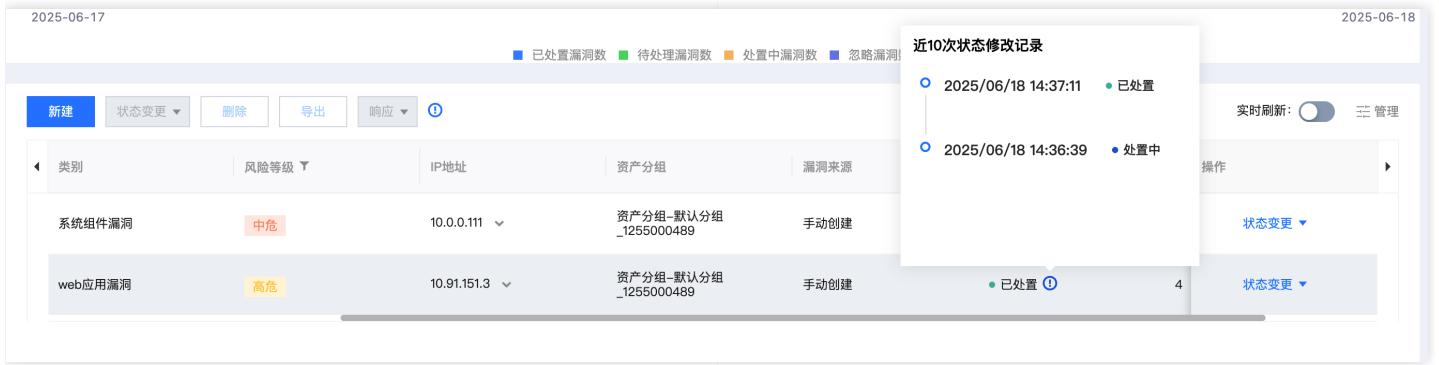 2025-06-17
2025-06-18
已处置漏洞数 待处理漏洞数 处置中漏洞数 忽略漏洞
近10次状态修改记录
2025/06/18 14:37:11 已处置
2025/06/18 14:36:39 处置中
新建 状态变更 删除 导出 响应
实时刷新: 管理
类别 风险等级 IP地址 资产分组 漏洞来源 操作
系统组件漏洞 中危 10.0.0.111 资产分组-默认分组 手动创建 状态变更
_1255000489
web应用漏洞 高危 10.91.151.3 资产分组-默认分组 手动创建 已处置 4 状态变更
_1255000489